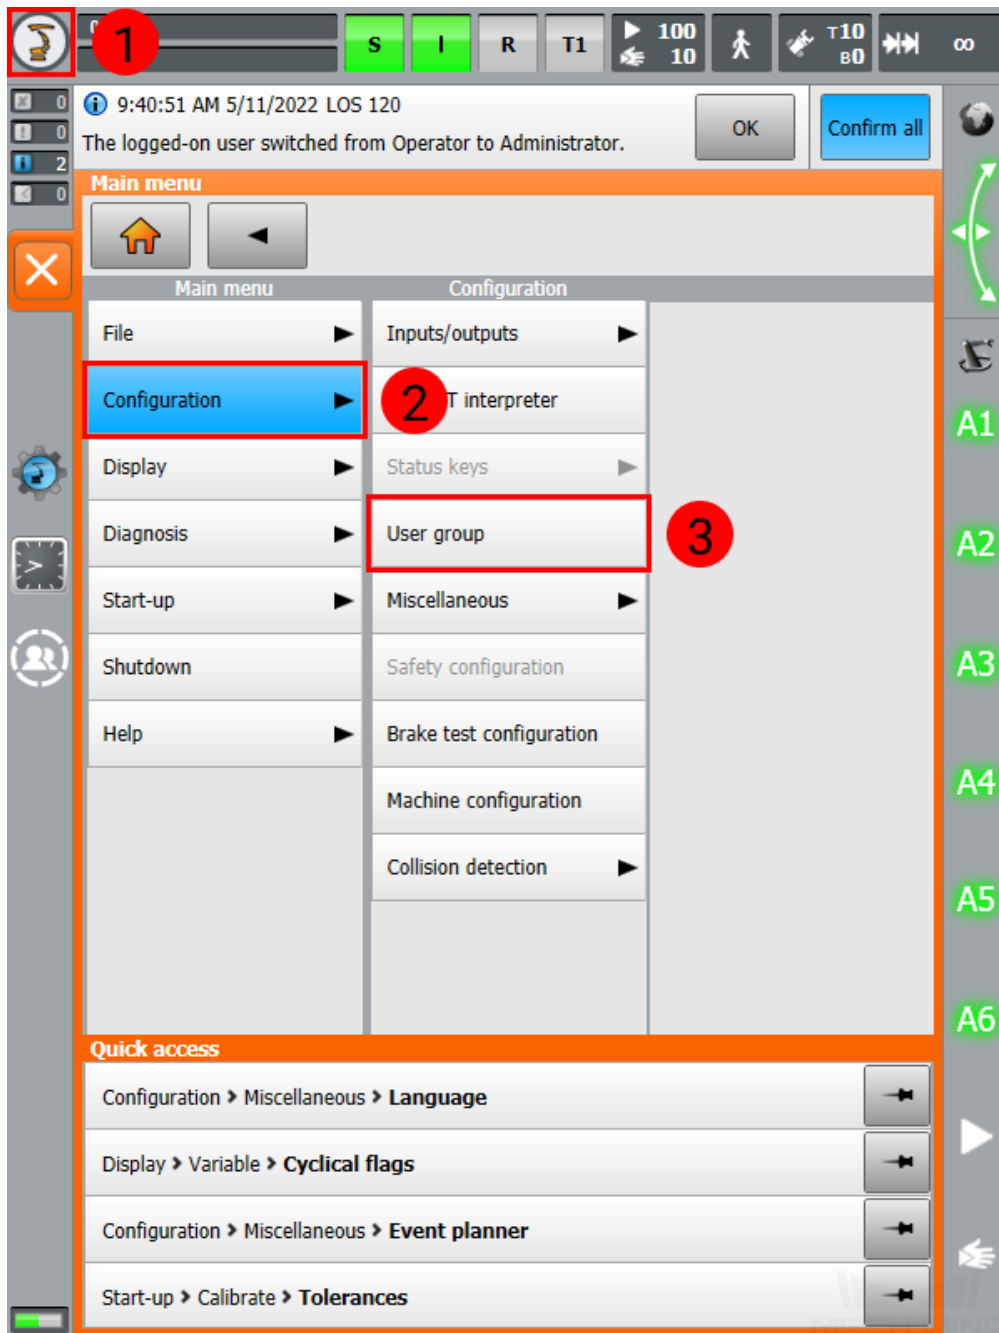 1
S I R T1 100 10 T10 B0 ∞
0
0
2
0
9:40:51 AM 5/11/2022 LOS 120
The logged-on user switched from Operator to Administrator.
OK
Confirm all
Main menu
Main menu
Configuration
File
Configuration
Display
Diagnosis
Start-up
Shutdown
Help
2
Inputs/outputs
T interpreter
Status keys
User group
3
Miscellaneous
Safety configuration
Brake test configuration
Machine configuration
Collision detection
A1
A2
A3
A4
A5
A6
Quick access
Configuration > Miscellaneous > Language
Display > Variable > Cyclical flags
Configuration > Miscellaneous > Event planner
Start-up > Calibrate > Tolerances